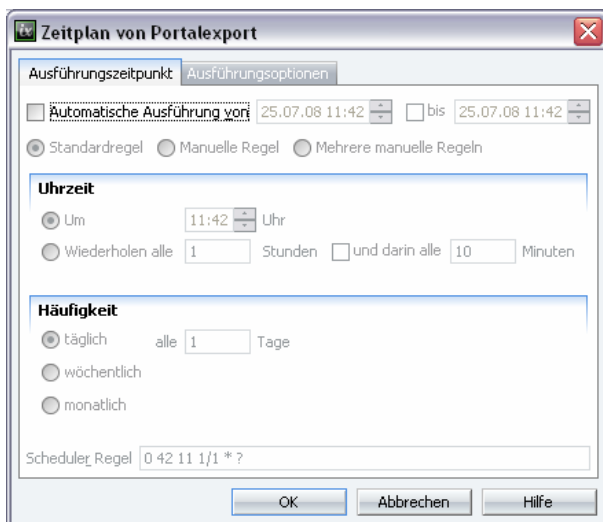 Zeitplan von Portalexport
Ausführungszeitpunkt Ausführungsoptionen
Automatische Ausführung von 25.07.08 11:42 bis 25.07.08 11:42
Standardregel Manuelle Regel Mehrere manuelle Regeln
Uhrzeit
Um 11:42 Uhr
Wiederholen alle 1 Stunden und darin alle 10 Minuten
Häufigkeit
täglich alle 1 Tage
wöchentlich
monatlich
Scheduler Regel 0 42 11 1/1 * ?
OK Abbrechen Hilfe